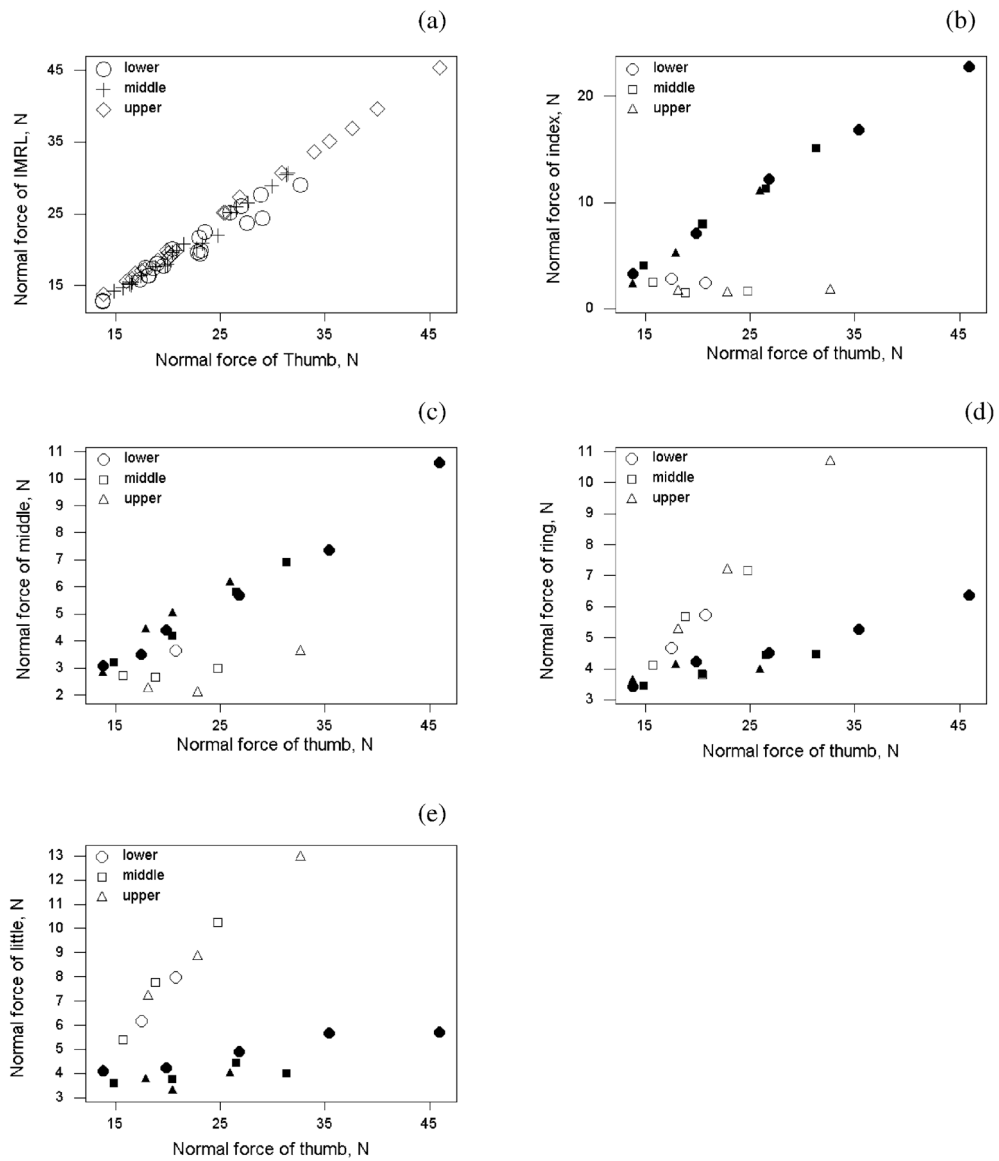 (a)
45
35
25
15
Normal force of IMRL, N
lower
middle
upper
15 25 35 45
Normal force of Thumb, N
(b)
20
10
0
Normal force of index, N
lower
middle
upper
15 25 35 45
Normal force of thumb, N
(c)
11
10
9
8
7
6
5
4
3
2
Normal force of middle, N
lower
middle
upper
15 25 35 45
Normal force of thumb, N
(d)
11
10
9
8
7
6
5
4
3
Normal force of ring, N
lower
middle
upper
15 25 35 45
Normal force of thumb, N
(e)
13
12
11
10
9
8
7
6
5
4
3
Normal force of little, N
lower
middle
upper
15 25 35 45
Normal force of thumb, N